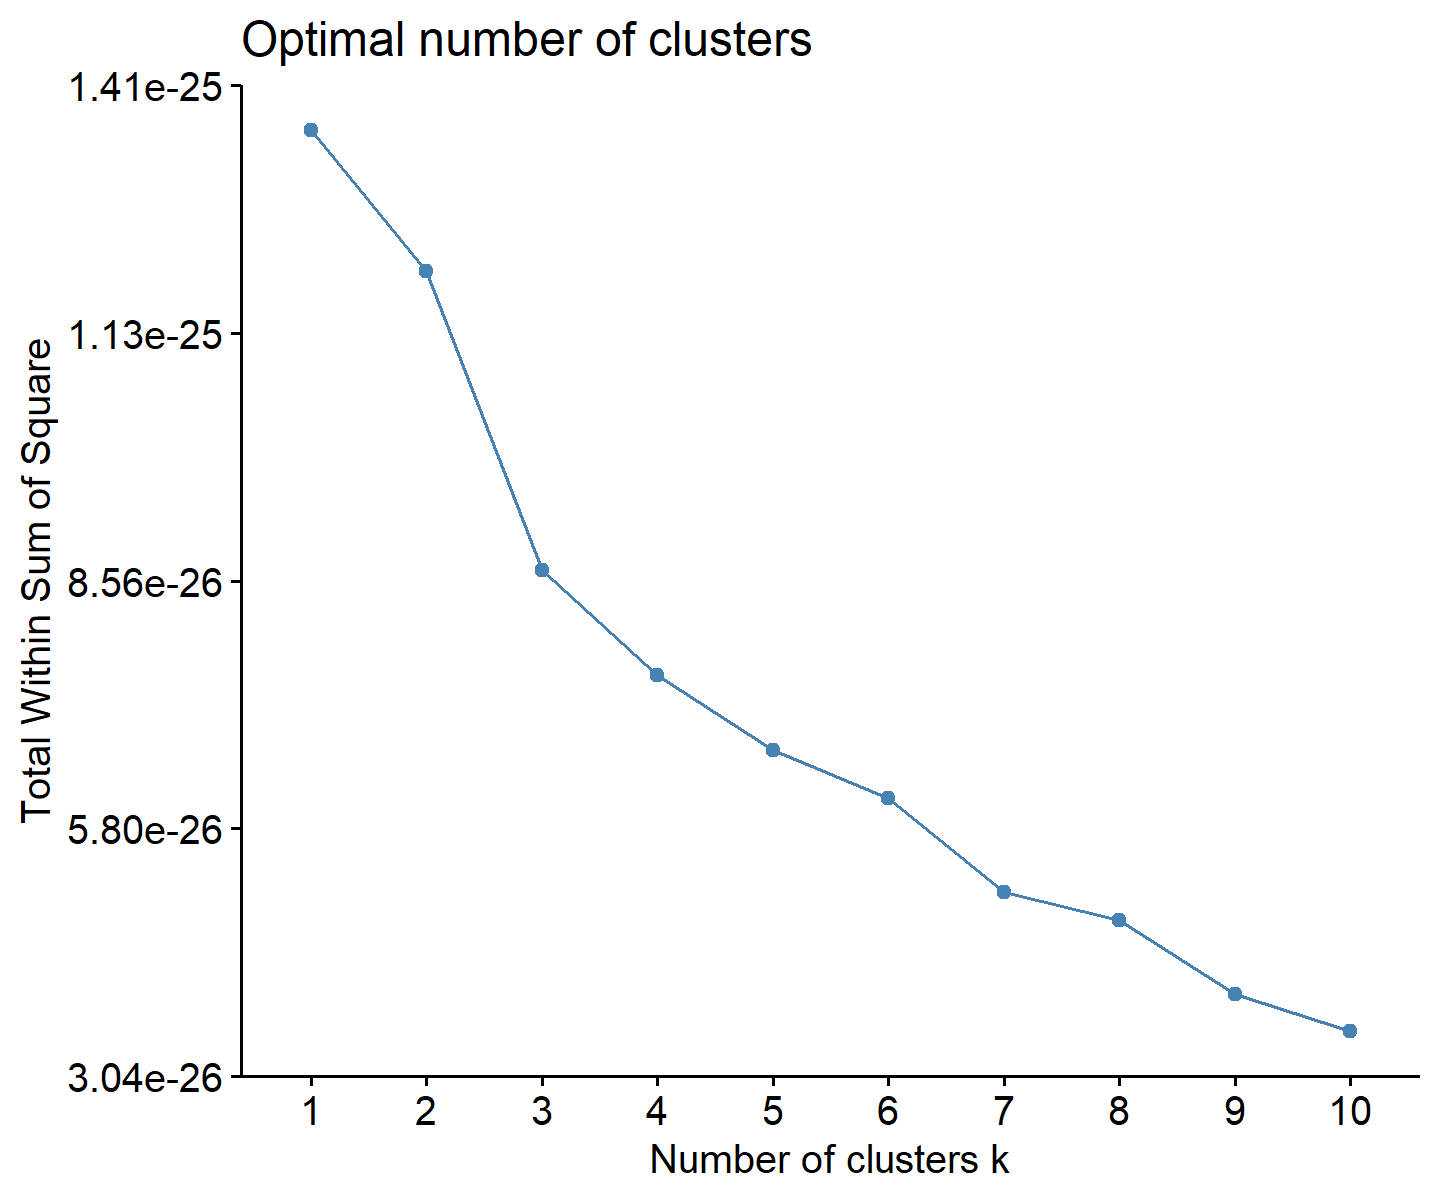 Optimal number of clusters
1.41e-25
1.13e-25
8.56e-26
5.80e-26
3.04e-26
Total Within Sum of Square
1 2 3 4 5 6 7 8 9 10
Number of clusters k